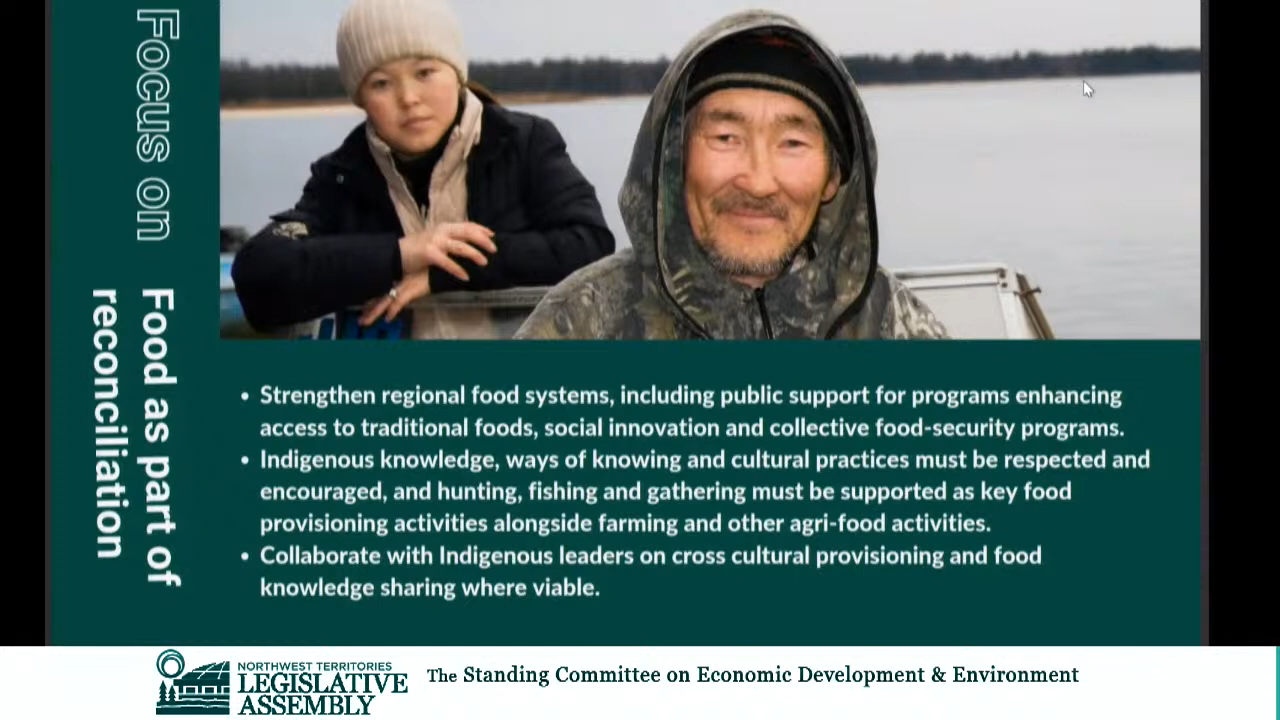 Focus on
Food as part of
reconciliation
• Strengthen regional food systems, including public support for programs enhancing
access to traditional foods, social innovation and collective food-security programs.
• Indigenous knowledge, ways of knowing and cultural practices must be respected and
encouraged, and hunting, fishing and gathering must be supported as key food
provisioning activities alongside farming and other agri-food activities.
• Collaborate with Indigenous leaders on cross cultural provisioning and food
knowledge sharing where viable.
NORTHWEST TERRITORIES
LEGISLATIVE
ASSEMBLY
The Standing Committee on Economic Development & Environment